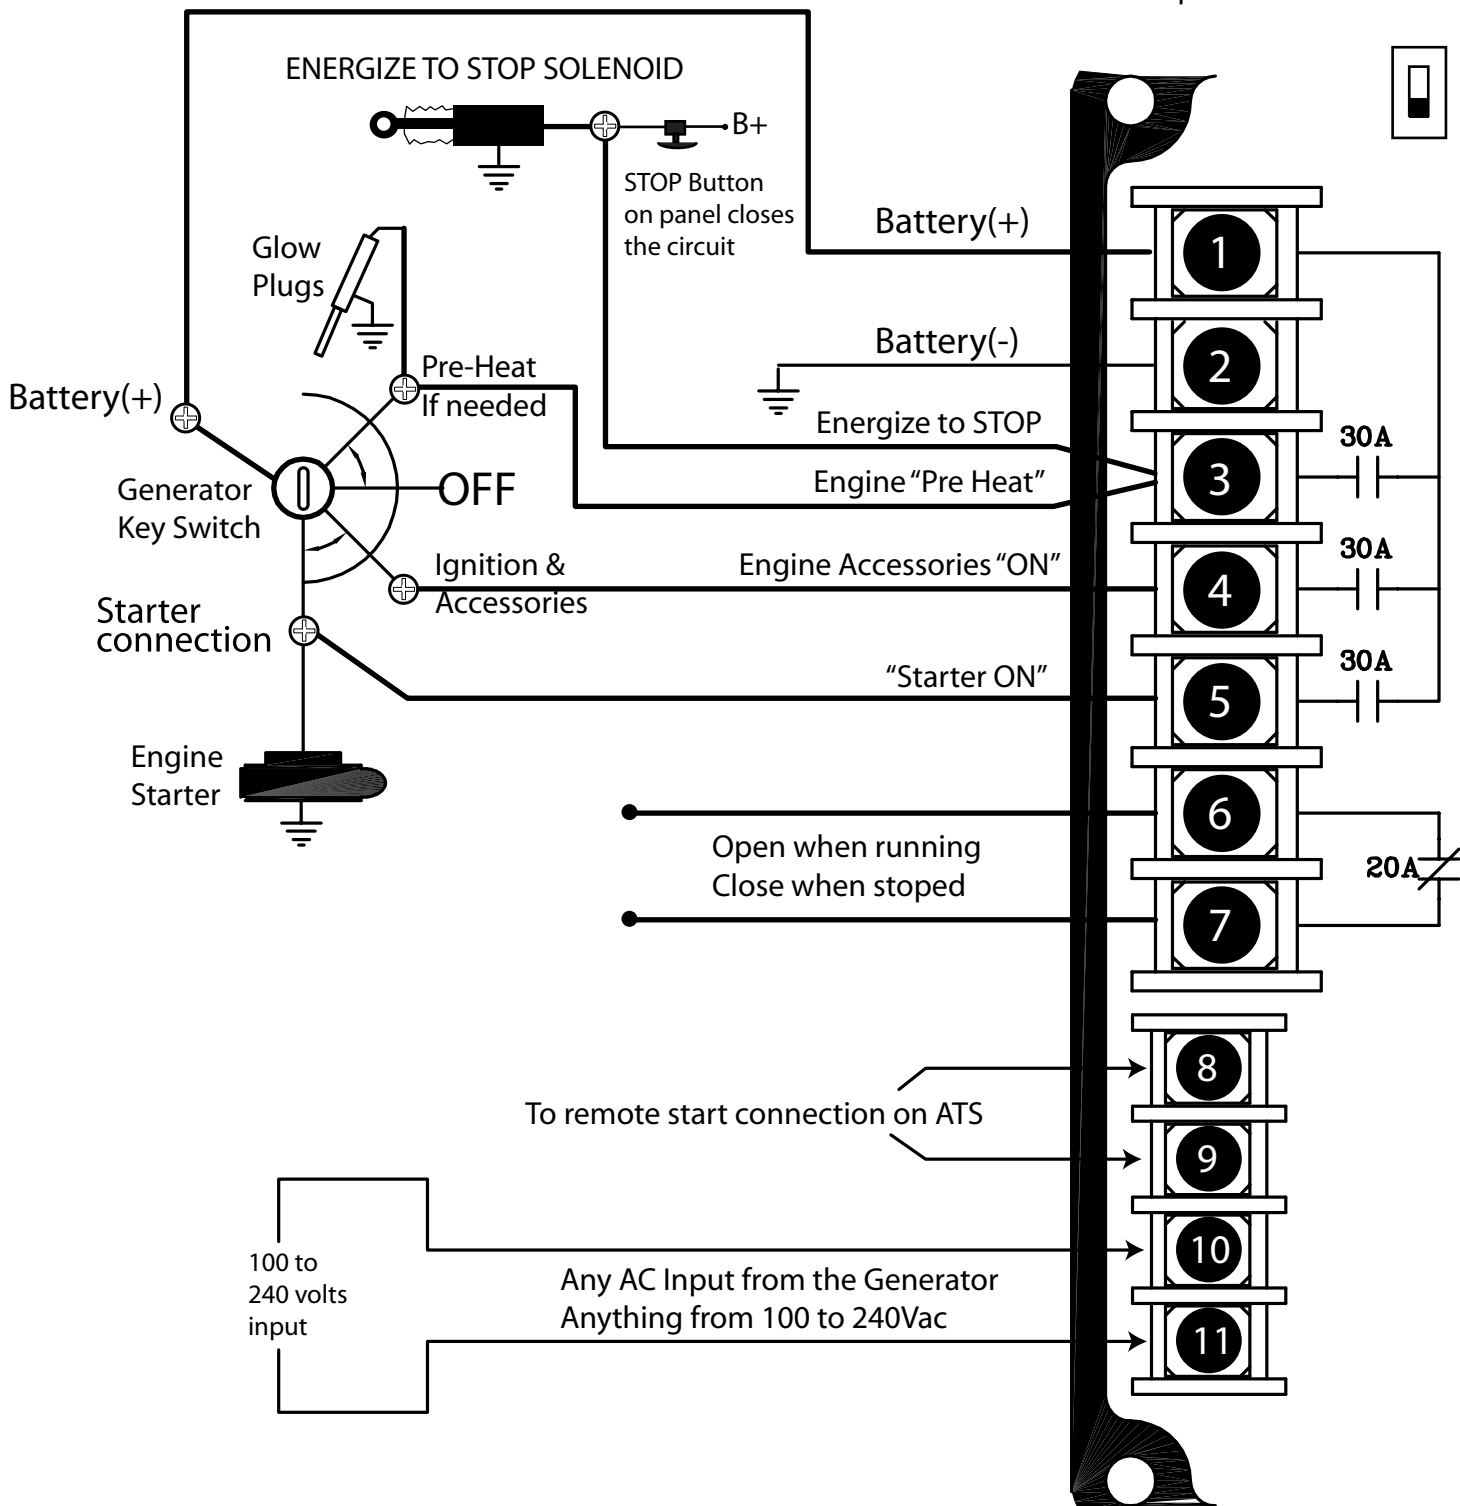 ENERGIZE TO STOP SOLENOID
B+
STOP Button
on panel closes
the circuit
Glow
Plugs
Battery(+)
1
Battery(-)
2
Pre-Heat
If needed
Battery(+)
Energize to STOP
Engine "Pre Heat"
3
30A
OFF
Generator
Key Switch
Ignition &
Accessories
Engine Accessories "ON"
4
30A
Starter
connection
"Starter ON"
5
30A
Engine
Starter
6
Open when running
Close when stoped
20A
7
8
To remote start connection on ATS
9
10
100 to
240 volts
input
Any AC Input from the Generator
Anything from 100 to 240Vac
11